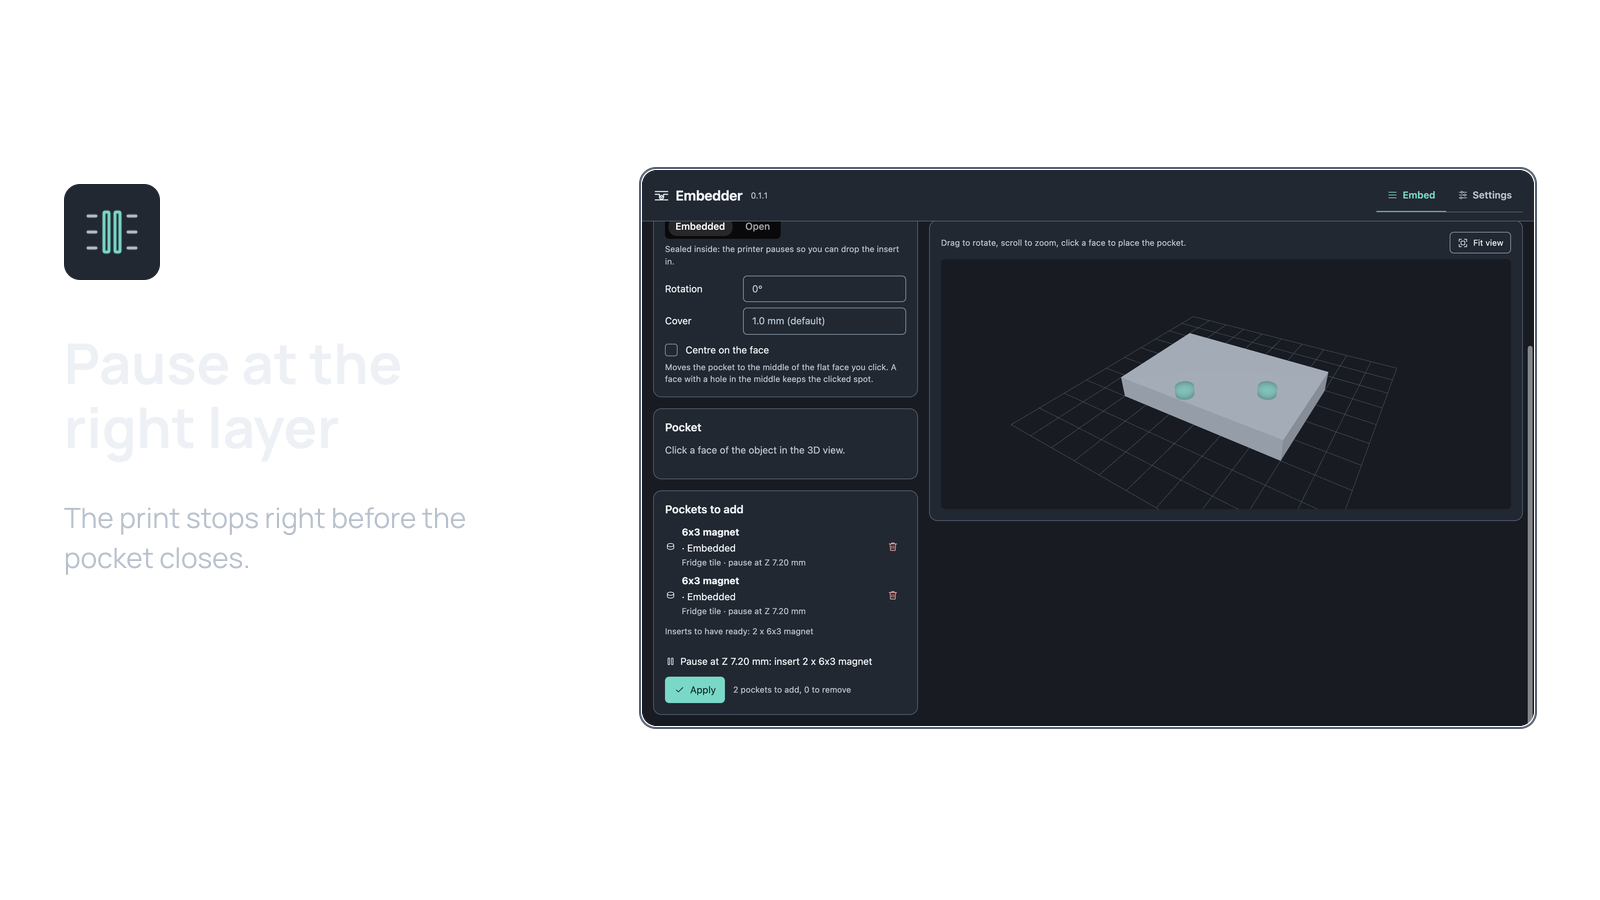 Pause at the
right layer
The print stops right before the
pocket closes.
Embedder 0.1.1
Embed
Settings
Embedded Open
Sealed inside: the printer pauses so you can drop the insert
in.
Rotation 0°
Cover 1.0 mm (default)
Centre on the face
Moves the pocket to the middle of the flat face you click. A
face with a hole in the middle keeps the clicked spot.
Pocket
Click a face of the object in the 3D view.
Pockets to add
6x3 magnet
· Embedded
Fridge tile · pause at Z 7.20 mm
6x3 magnet
· Embedded
Fridge tile · pause at Z 7.20 mm
Inserts to have ready: 2 x 6x3 magnet
Pause at Z 7.20 mm: insert 2 x 6x3 magnet
Apply 2 pockets to add, 0 to remove
Drag to rotate, scroll to zoom, click a face to place the pocket.
Fit view